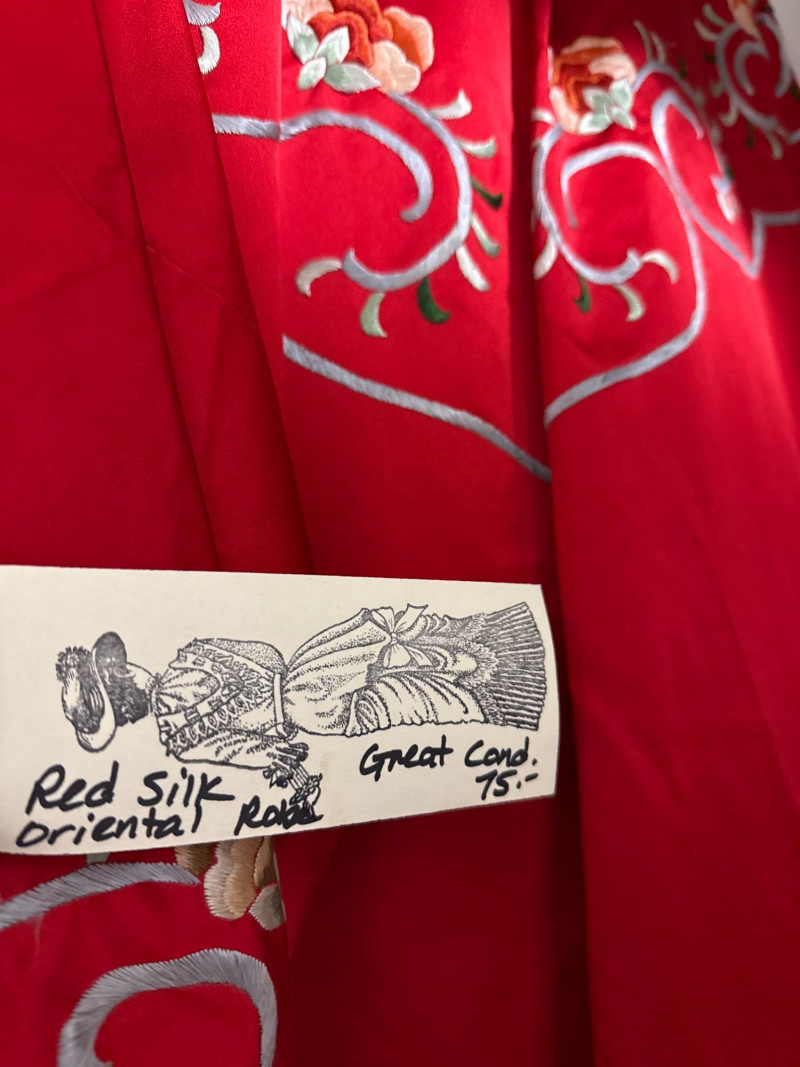 Red Silk
Oriental Robe
Great Cond.
75.-